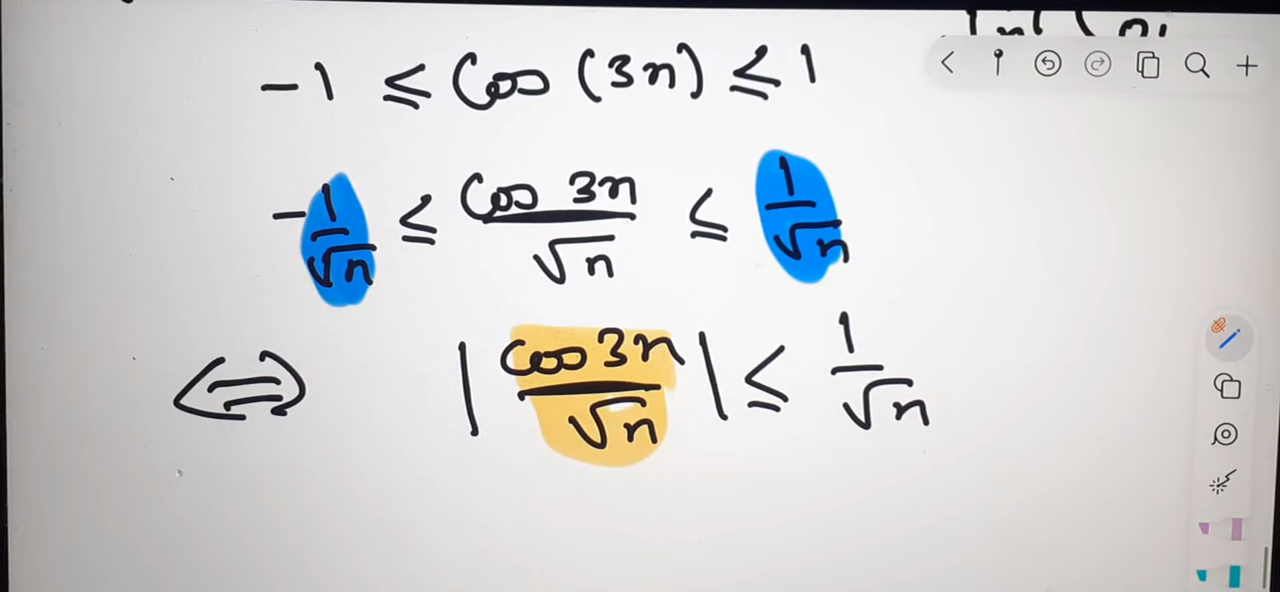 -1 ≤ Cos (3n) ≤ 1
-1/√n ≤ Cos 3n/√n ≤ 1/√n
⇔ |Cos 3n/√n| ≤ 1/√n